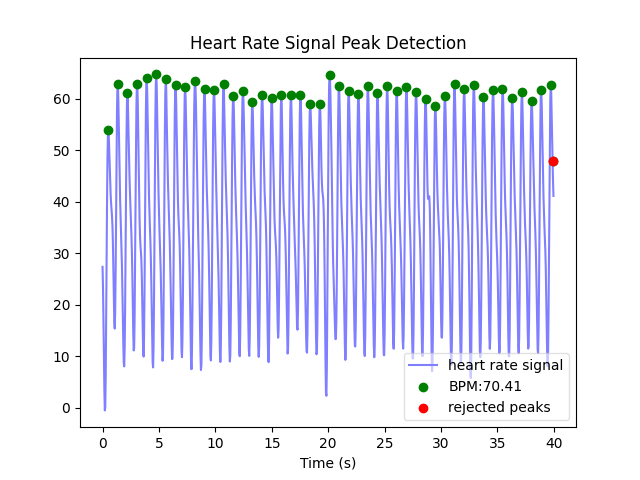 Heart Rate Signal Peak Detection
60
50
40
30
20
10
0
heart rate signal
BPM:70.41
rejected peaks
0 5 10 15 20 25 30 35 40
Time (s)